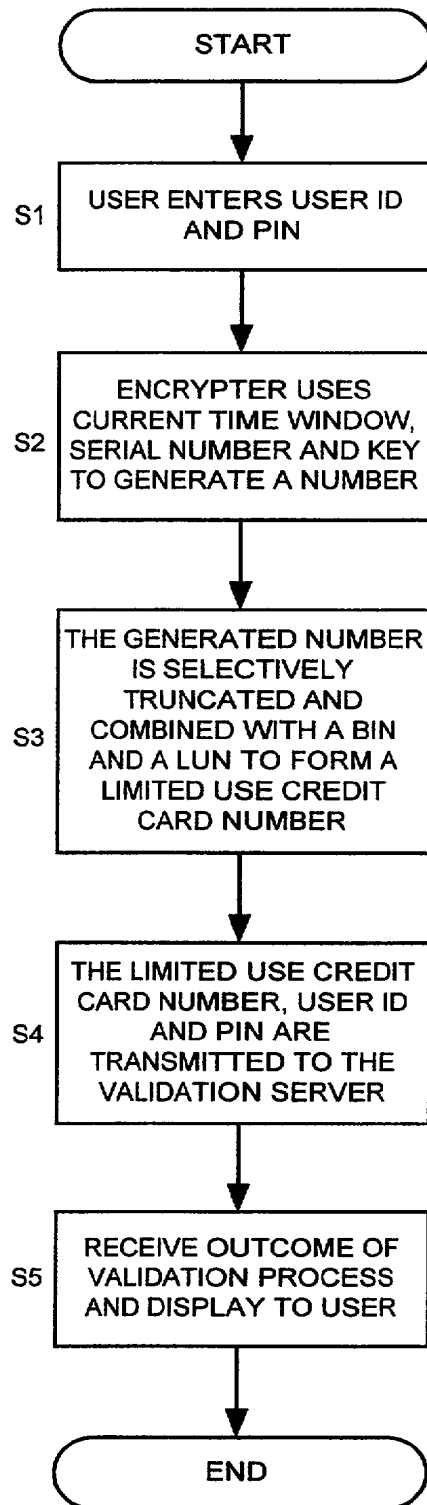 START
S1
USER ENTERS USER ID
AND PIN
S2
ENCRYPTER USES
CURRENT TIME WINDOW,
SERIAL NUMBER AND KEY
TO GENERATE A NUMBER
S3
THE GENERATED NUMBER
IS SELECTIVELY
TRUNCATED AND
COMBINED WITH A BIN
AND A LUN TO FORM A
LIMITED USE CREDIT
CARD NUMBER
S4
THE LIMITED USE CREDIT
CARD NUMBER, USER ID
AND PIN ARE
TRANSMITTED TO THE
VALIDATION SERVER
S5
RECEIVE OUTCOME OF
VALIDATION PROCESS
AND DISPLAY TO USER
END